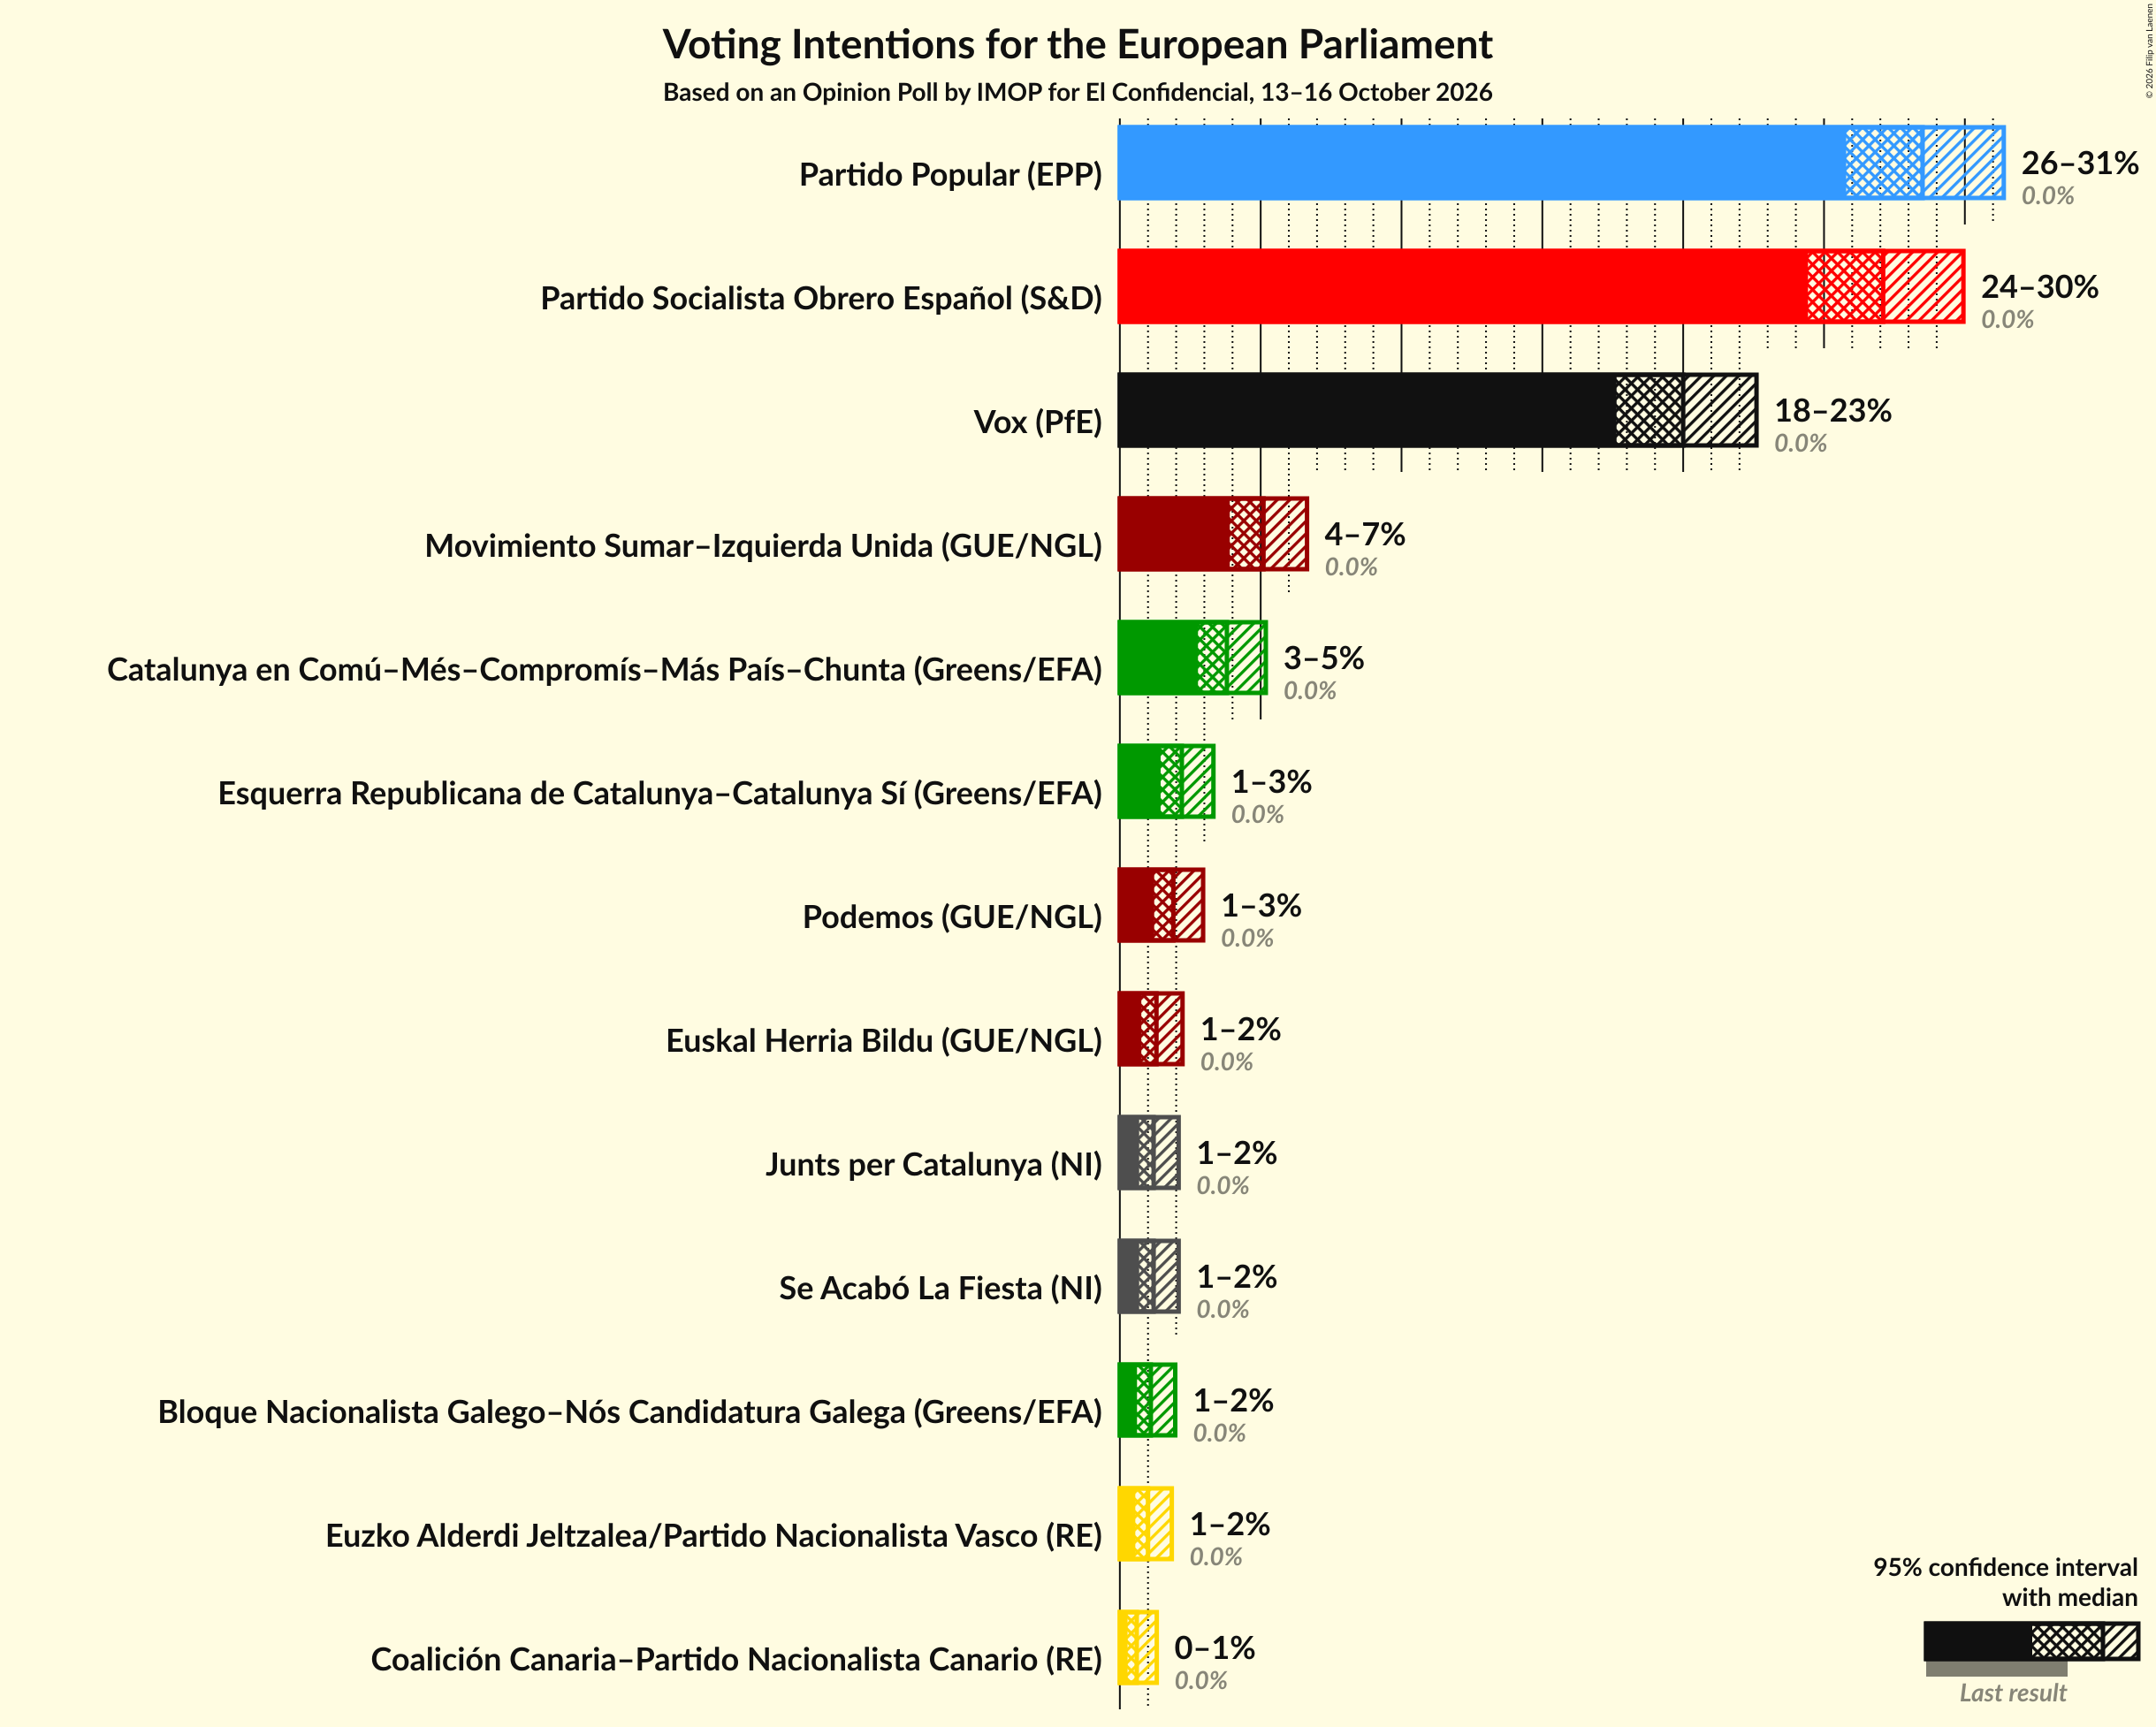 Voting Intentions for the European Parliament
Based on an Opinion Poll by IMOP for El Confidencial, 13–16 October 2026
© 2026 Filip van Laenen
Partido Popular (EPP)
26–31%
0.0%
Partido Socialista Obrero Español (S&D)
24–30%
0.0%
Vox (PfE)
18–23%
0.0%
Movimiento Sumar–Izquierda Unida (GUE/NGL)
4–7%
0.0%
Catalunya en Comú–Més–Compromís–Más País–Chunta (Greens/EFA)
3–5%
0.0%
Esquerra Republicana de Catalunya–Catalunya Sí (Greens/EFA)
1–3%
0.0%
Podemos (GUE/NGL)
1–3%
0.0%
Euskal Herria Bildu (GUE/NGL)
1–2%
0.0%
Junts per Catalunya (NI)
1–2%
0.0%
Se Acabó La Fiesta (NI)
1–2%
0.0%
Bloque Nacionalista Galego–Nós Candidatura Galega (Greens/EFA)
1–2%
0.0%
Euzko Alderdi Jeltzalea/Partido Nacionalista Vasco (RE)
1–2%
0.0%
Coalición Canaria–Partido Nacionalista Canario (RE)
0–1%
0.0%
95% confidence interval
with median
Last result